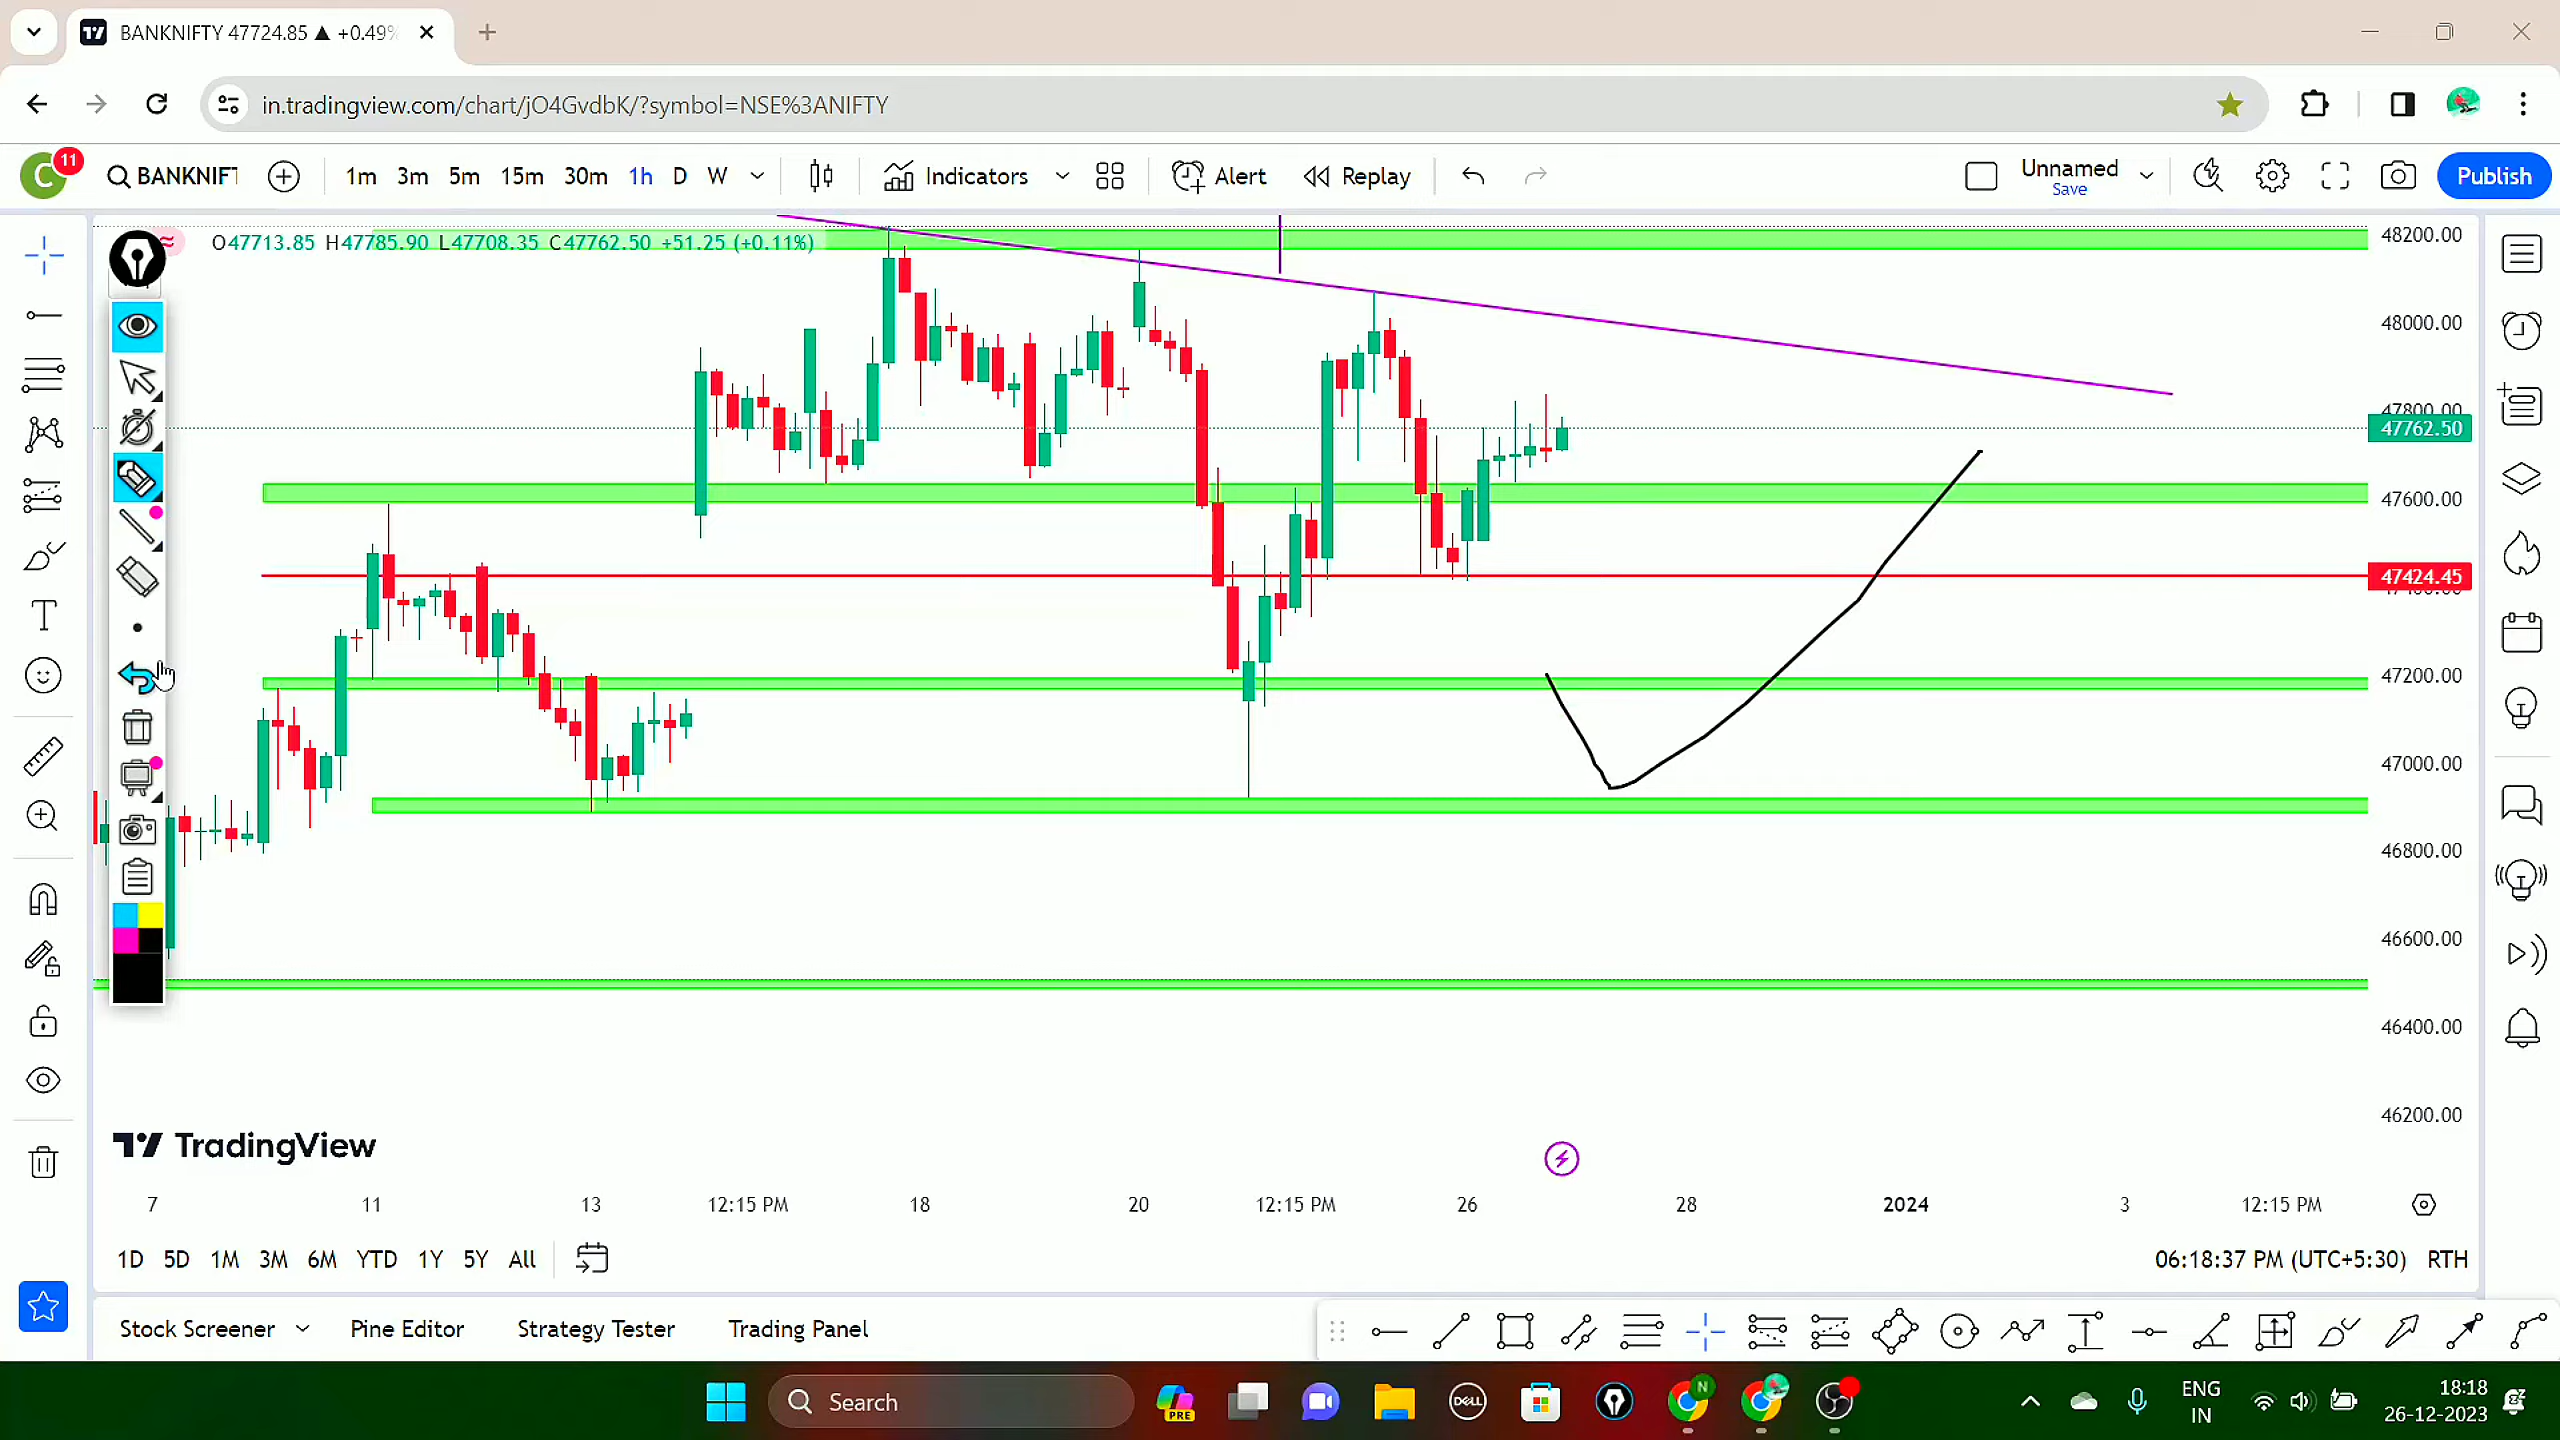 BANKNIFTY 47724.85 ▲ +0.49%
in.tradingview.com/chart/jO4GvdbK/?symbol=NSE%3ANIFTY
C 11 BANKNIFT 1m 3m 5m 15m 30m 1h D W Indicators Alert Replay Unnamed Publish
Save
O47713.85 H47785.90 L47708.35 C47762.50 +51.25 (+0.11%)
48200.00
48000.00
47800.00
47762.50
47600.00
47424.45
47200.00
47000.00
46800.00
46600.00
46400.00
46200.00
TradingView
7 11 13 12:15 PM 18 20 12:15 PM 26 28 2024 3 12:15 PM
1D 5D 1M 3M 6M YTD 1Y 5Y All 06:18:37 PM (UTC+5:30) RTH
Stock Screener Pine Editor Strategy Tester Trading Panel
Search PRE DELL N ENG 18:18
IN 26-12-2023